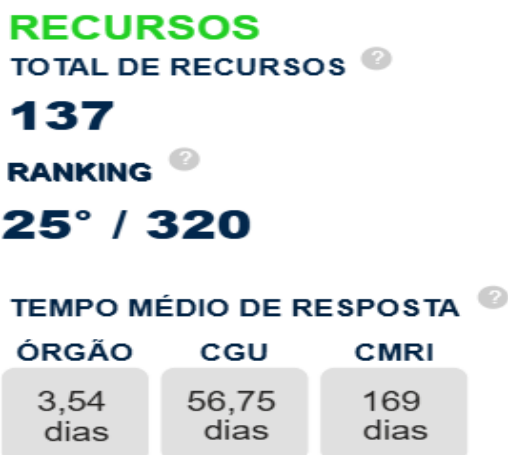 RECURSOS
TOTAL DE RECURSOS ?
137
RANKING ?
25° / 320
TEMPO MÉDIO DE RESPOSTA ?
ÓRGÃO CGU CMRI
3,54 56,75 169
dias dias dias